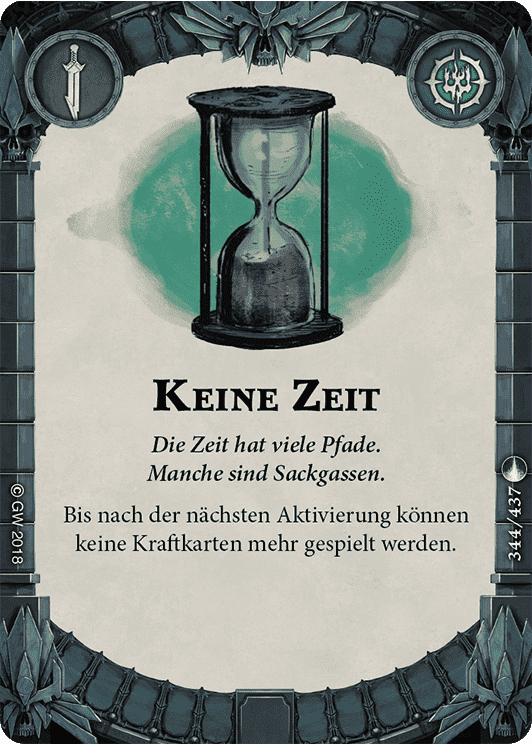 Keine Zeit
Die Zeit hat viele Pfade.
Manche sind Sackgassen.
Bis nach der nächsten Aktivierung können
keine Kraftkarten mehr gespielt werden.
© GW 2018
344/437